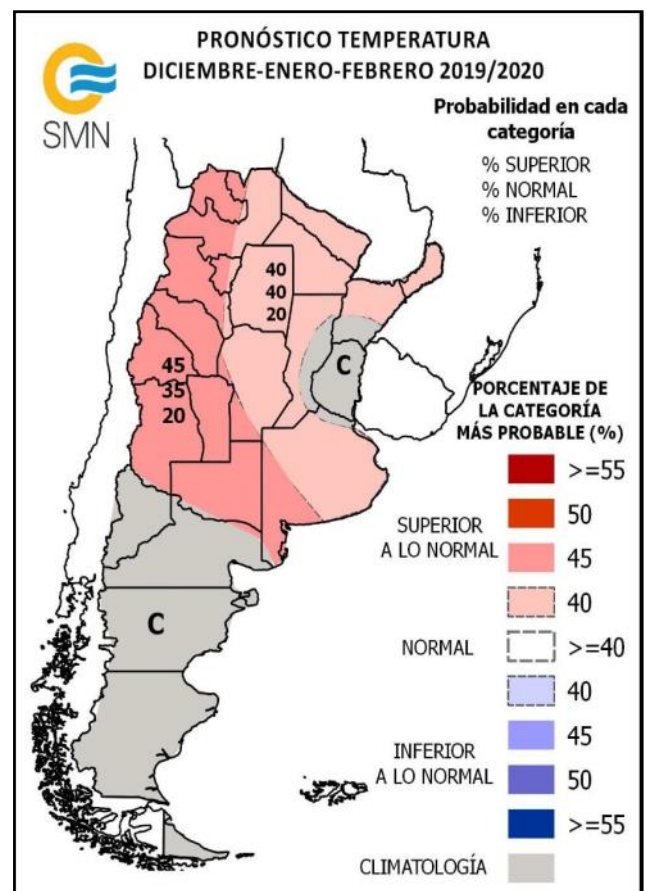 PRONÓSTICO TEMPERATURA
DICIEMBRE-ENERO-FEBRERO 2019/2020
SMN
Probabilidad en cada
categoría
% SUPERIOR
% NORMAL
% INFERIOR
40
40
20
45
35
20
C
C
PORCENTAJE DE
LA CATEGORÍA
MÁS PROBABLE (%)
>=55
50
SUPERIOR
A LO NORMAL
45
40
NORMAL
>=40
40
45
INFERIOR
A LO NORMAL
50
>=55
CLIMATOLOGÍA